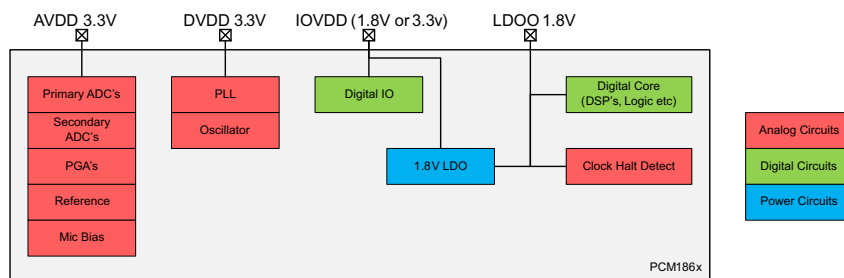 AVDD 3.3V
DVDD 3.3V
IOVDD (1.8V or 3.3v)
LDOO 1.8V
Primary ADC's
Secondary
ADC's
PGA's
Reference
Mic Bias
PLL
Oscillator
Digital IO
1.8V LDO
Digital Core
(DSP's, Logic etc)
Clock Halt Detect
PCM186x
Analog Circuits
Digital Circuits
Power Circuits